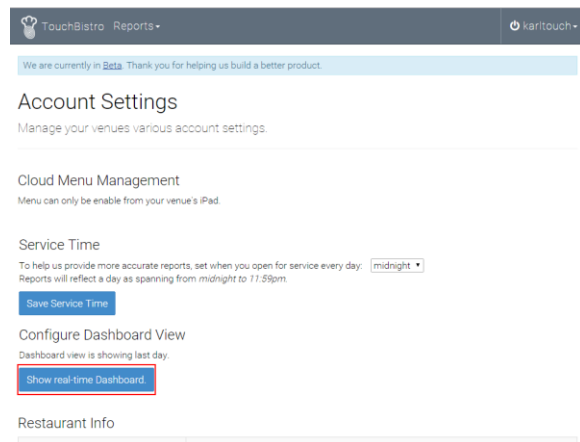 TouchBistro Reports
karltouch
We are currently in Beta. Thank you for helping us build a better product.
Account Settings
Manage your venues various account settings.
Cloud Menu Management
Menu can only be enable from your venue's iPad.
Service Time
To help us provide more accurate reports, set when you open for service every day: midnight
Reports will reflect a day as spanning from midnight to 11:59pm.
Save Service Time
Configure Dashboard View
Dashboard view is showing last day.
Show real-time Dashboard.
Restaurant Info